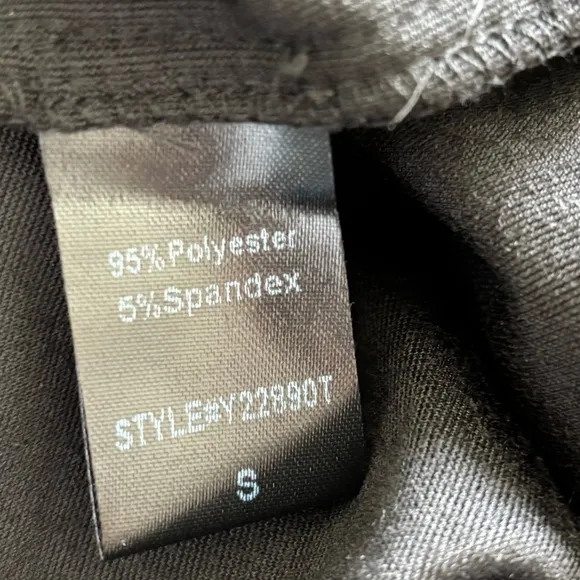 95% Polyester
5%Spandex
STYLE#Y22890T
S